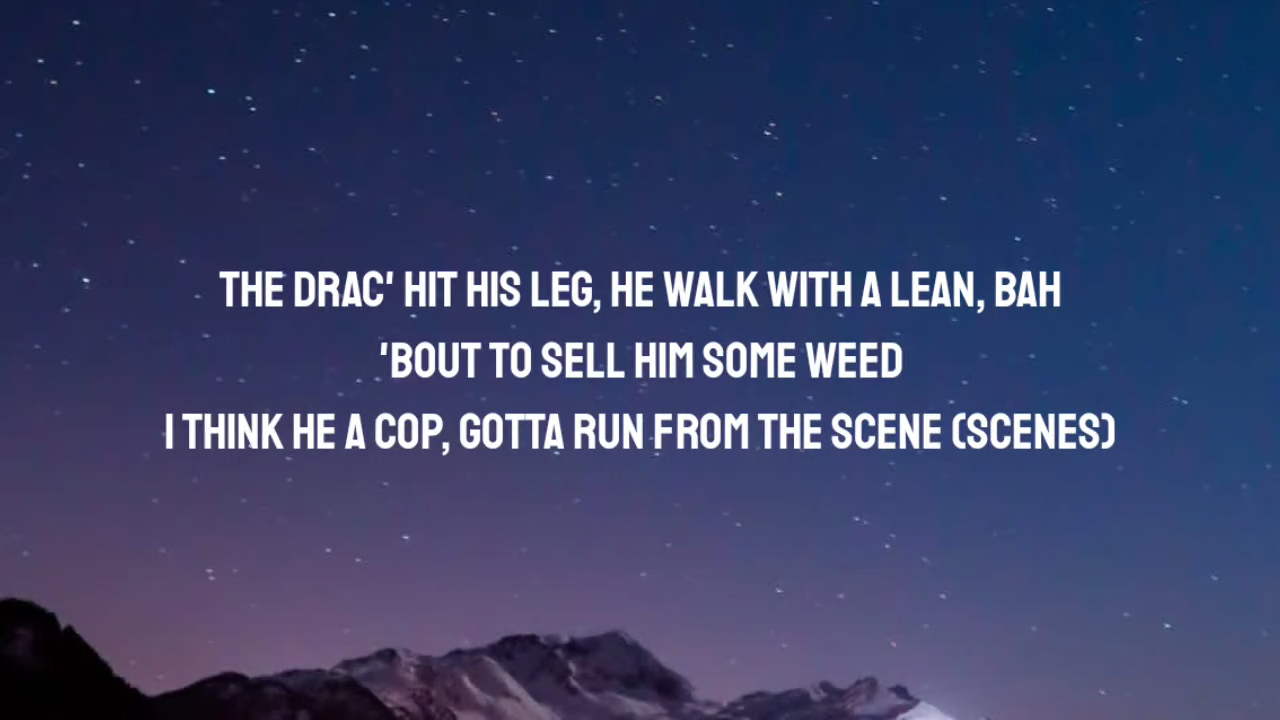 THE DRAC' HIT HIS LEG, HE WALK WITH A LEAN, BAH
'BOUT TO SELL HIM SOME WEED
I THINK HE A COP, GOTTA RUN FROM THE SCENE (SCENES)